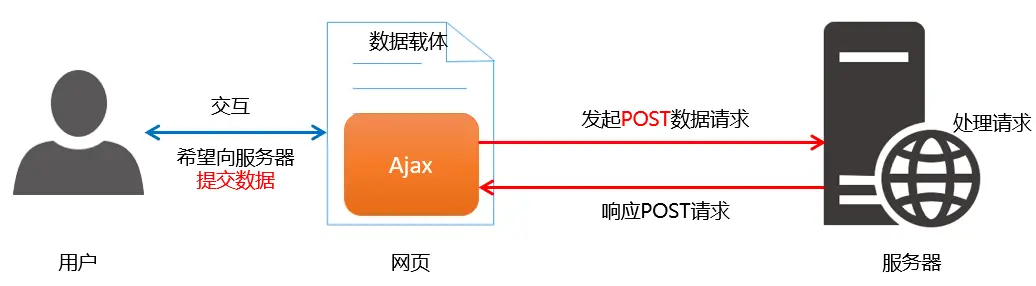 数据载体
交互
希望向服务器
提交数据
Ajax
发起POST数据请求
响应POST请求
处理请求
用户
网页
服务器